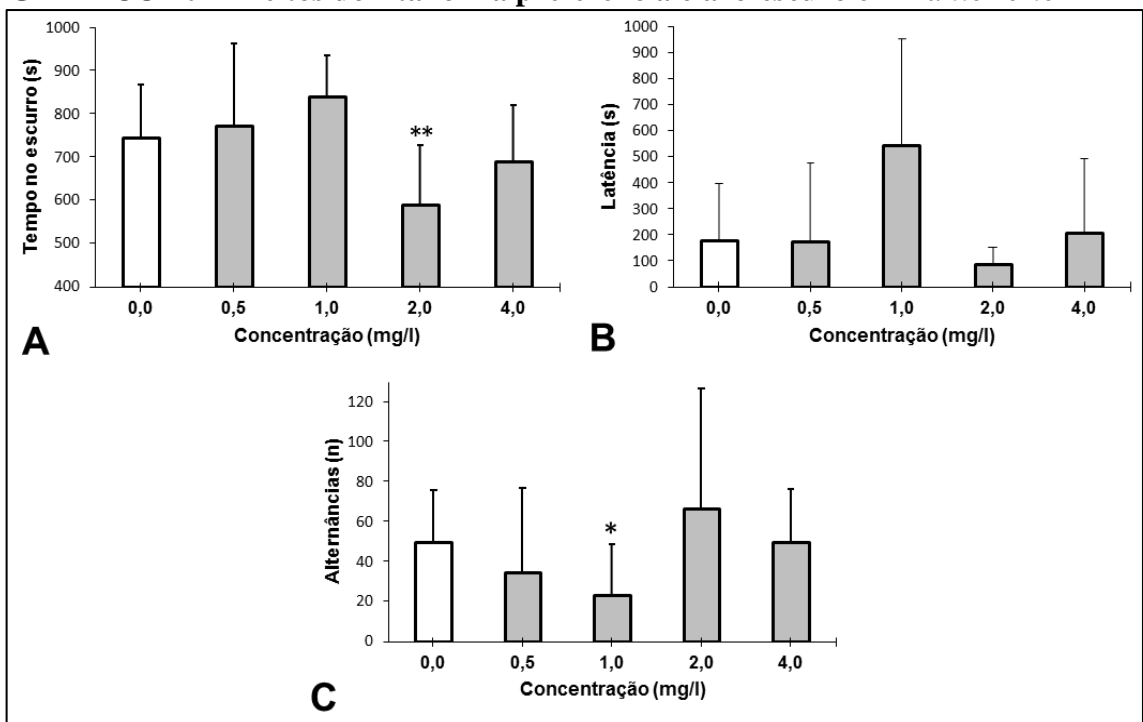 Tempo no escurro (s)
1000
900
800
700
600
500
400
**
0,0 0,5 1,0 2,0 4,0
Concentração (mg/l)
A
Latência (s)
1000
900
800
700
600
500
400
300
200
100
0
0,0 0,5 1,0 2,0 4,0
Concentração (mg/l)
B
Alternâncias (n)
120
100
80
60
40
20
0
*
0,0 0,5 1,0 2,0 4,0
Concentração (mg/l)
C